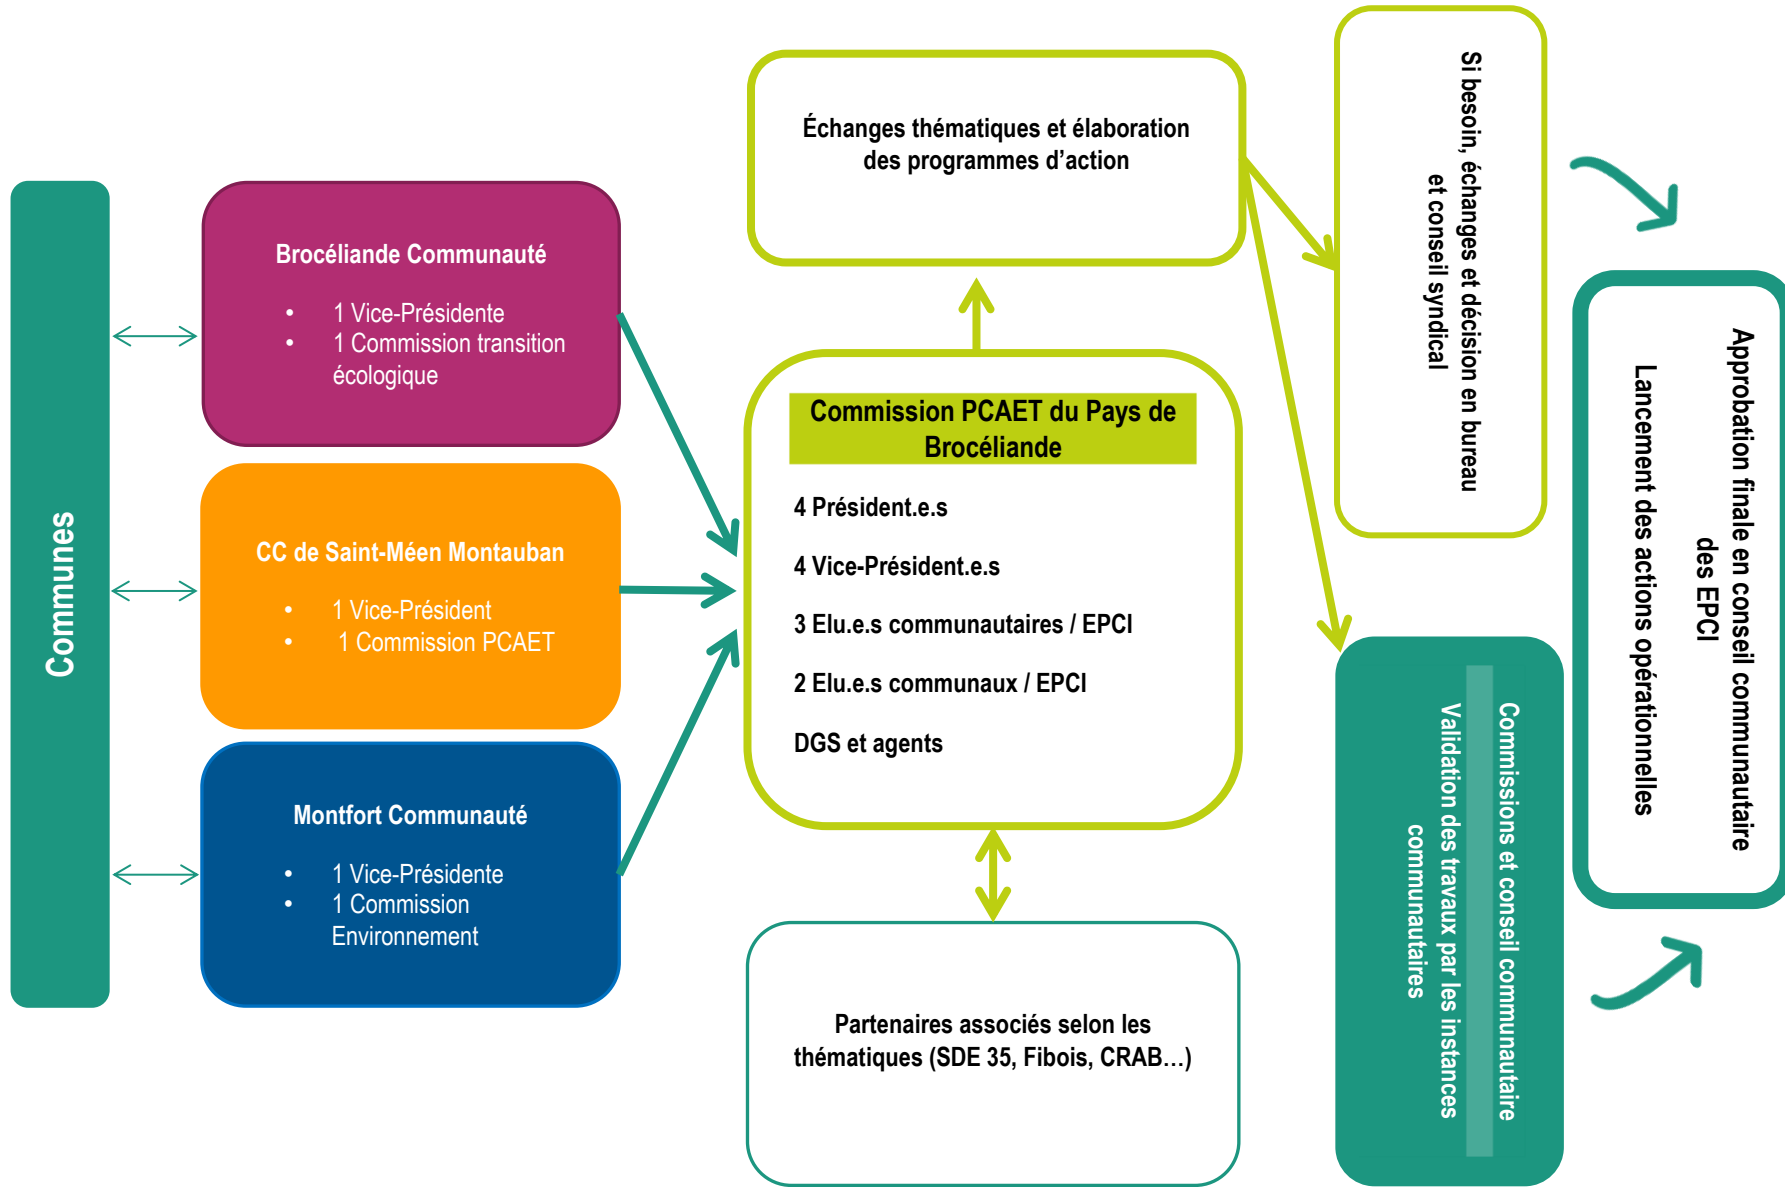 Communes
Brocéliande Communauté
• 1 Vice-Présidente
• 1 Commission transition
écologique
CC de Saint-Méen Montauban
• 1 Vice-Président
• 1 Commission PCAET
Montfort Communauté
• 1 Vice-Présidente
• 1 Commission
Environnement
Échanges thématiques et élaboration
des programmes d’action
Commission PCAET du Pays de
Brocéliande
4 Président.e.s
4 Vice-Président.e.s
3 Elu.e.s communautaires / EPCI
2 Elu.e.s communaux / EPCI
DGS et agents
Partenaires associés selon les
thématiques (SDE 35, Fibois, CRAB…)
Si besoin, échanges et décision en bureau
et conseil syndical
Commissions et conseil communautaire
Validation des travaux par les instances
communautaires
Approbation finale en conseil communautaire
des EPCI
Lancement des actions opérationnelles